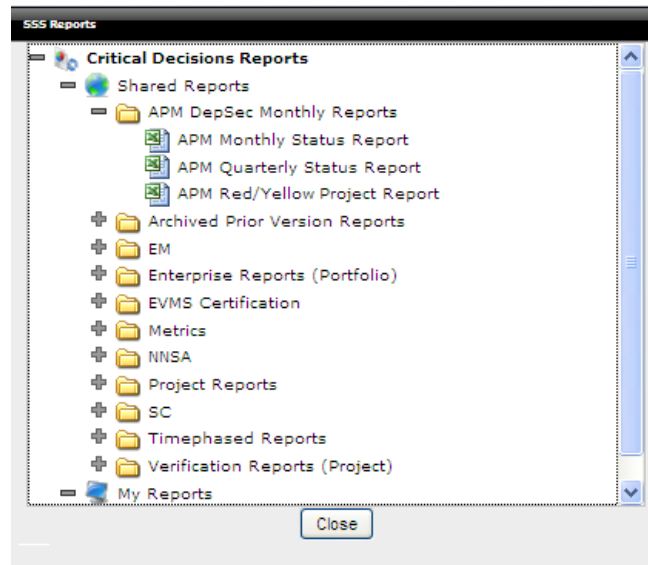 SSS Reports
Critical Decisions Reports
Shared Reports
APM DepSec Monthly Reports
APM Monthly Status Report
APM Quarterly Status Report
APM Red/Yellow Project Report
Archived Prior Version Reports
EM
Enterprise Reports (Portfolio)
EVMS Certification
Metrics
NNSA
Project Reports
SC
Timephased Reports
Verification Reports (Project)
My Reports
Close